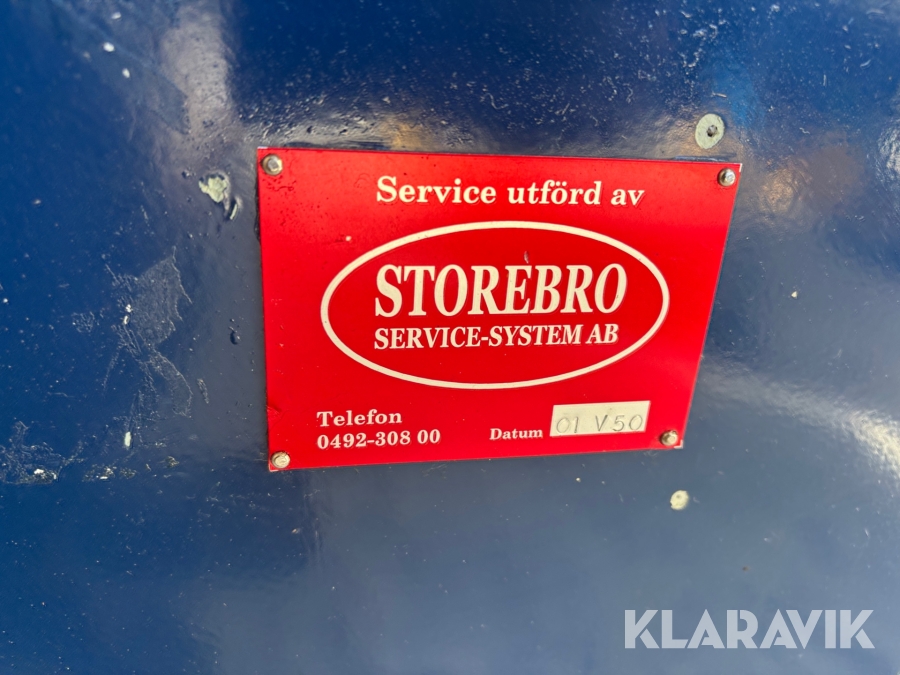 Service utförd av
STOREBRO
SERVICE-SYSTEM AB
Telefon
0492-308 00
Datum 01 V50
KLARAVIK